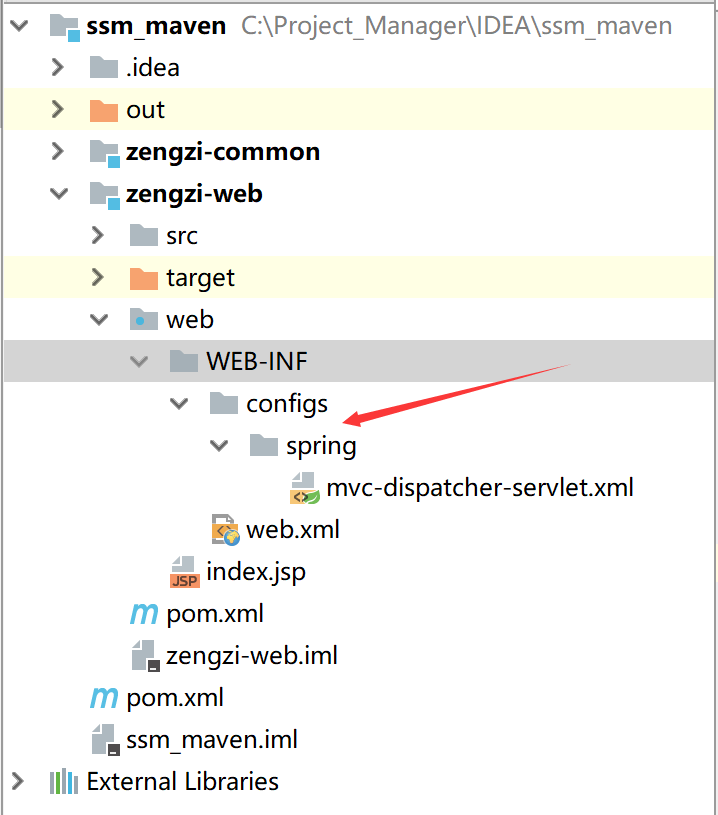 ssm_maven C:\Project_Manager\IDEA\ssm_maven
.idea
out
zengzi-common
zengzi-web
src
target
web
WEB-INF
configs
spring
mvc-dispatcher-servlet.xml
web.xml
JSP index.jsp
m pom.xml
zengzi-web.iml
m pom.xml
ssm_maven.iml
External Libraries